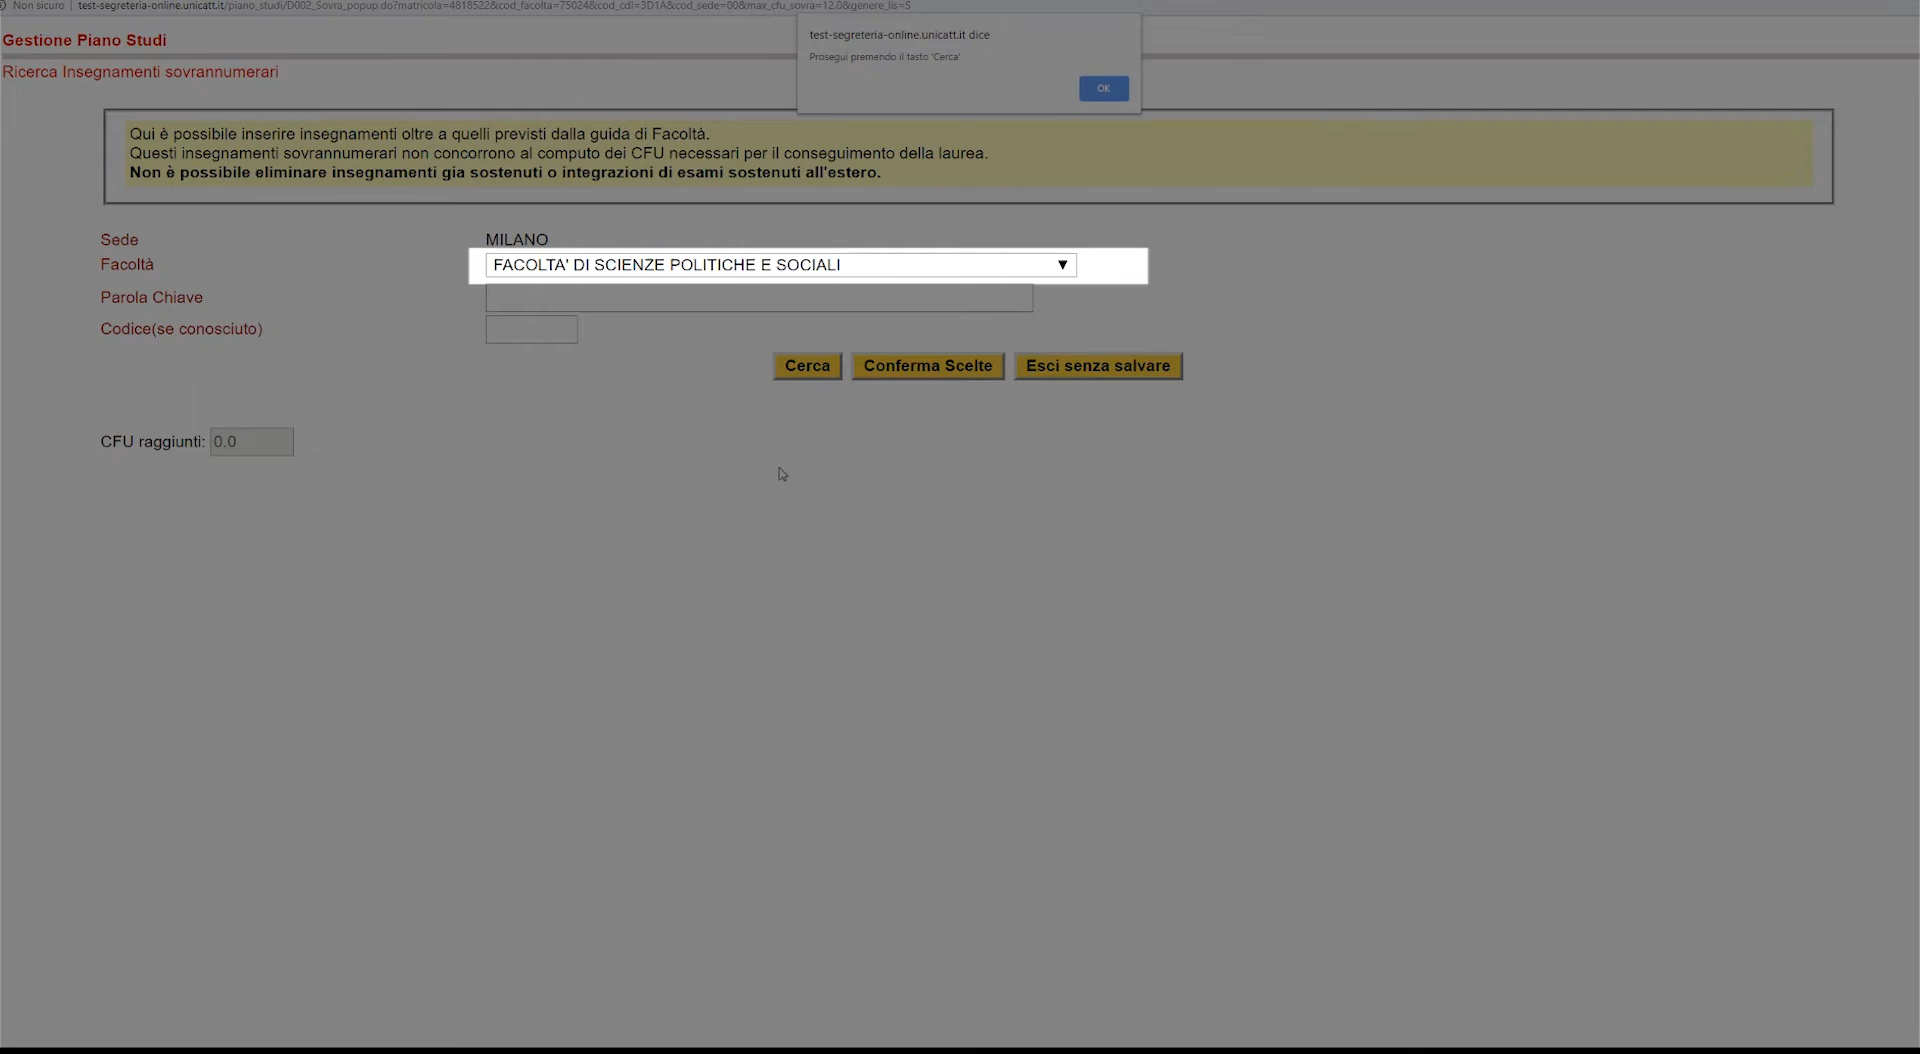 Non sicuro | test-segreteria-online.unicatt.it/piano_studi/D002_Sovra_popup.do?matricola=4818522&cod_facolta=75024&cod_cdl=3D1A&cod_sede=00&max_cfu_sovra=12.0&genere_lis=S
test-segreteria-online.unicatt.it dice
Prosegui premendo il tasto 'Cerca'
OK
Gestione Piano Studi
Ricerca Insegnamenti sovrannumerari
Qui è possibile inserire insegnamenti oltre a quelli previsti dalla guida di Facoltà.
Questi insegnamenti sovrannumerari non concorrono al computo dei CFU necessari per il conseguimento della laurea.
Non è possibile eliminare insegnamenti gia sostenuti o integrazioni di esami sostenuti all'estero.
Sede MILANO
Facoltà FACOLTA' DI SCIENZE POLITICHE E SOCIALI
Parola Chiave
Codice(se conosciuto)
Cerca Conferma Scelte Esci senza salvare
CFU raggiunti: 0.0